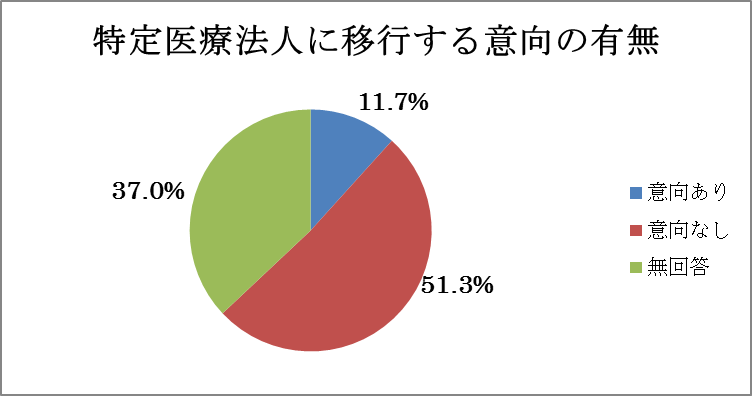 特定医療法人に移行する意向の有無
11.7%
37.0%
51.3%
意向あり
意向なし
無回答